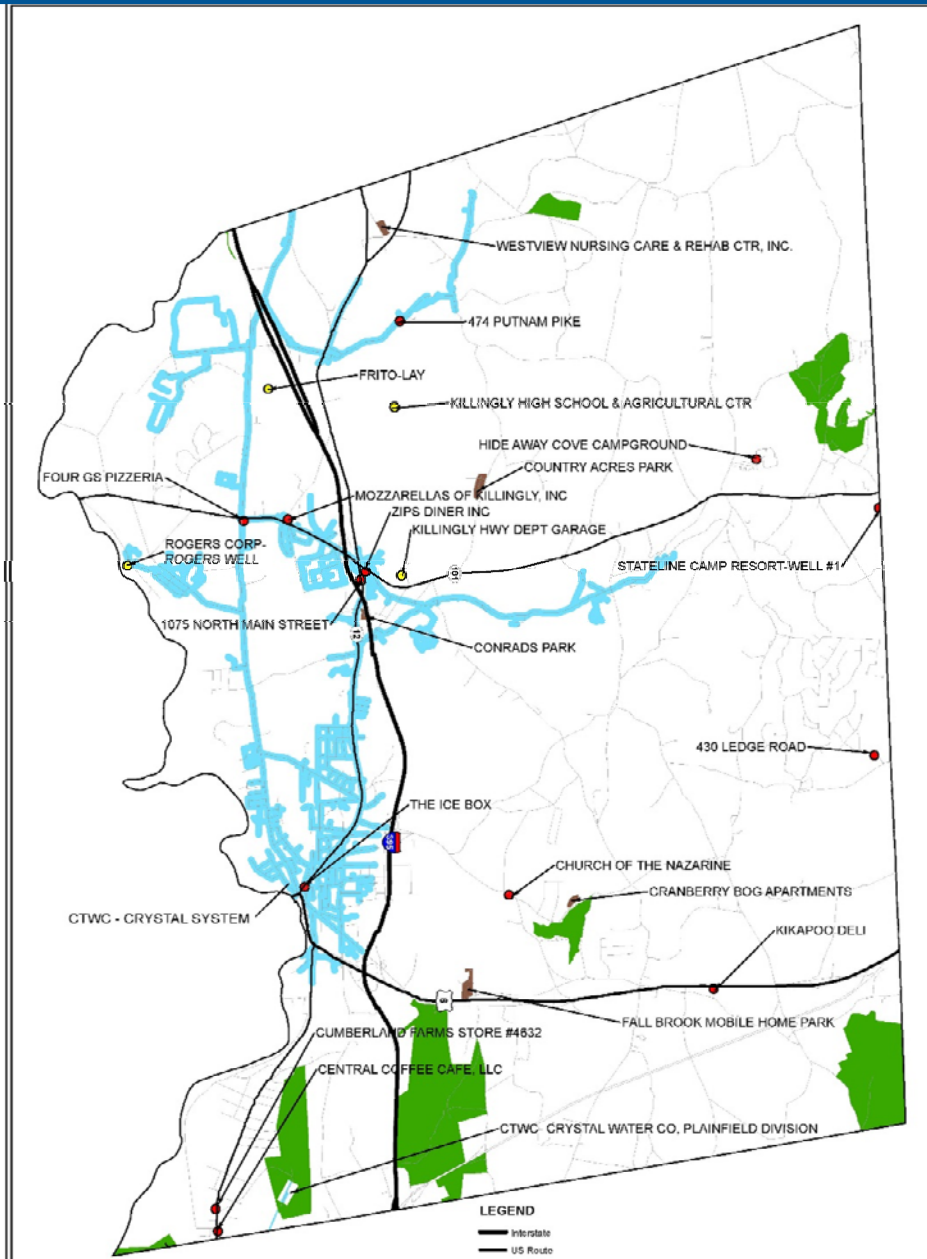 WESTVIEW NURSING CARE & REHAB CTR, INC.
474 PUTNAM PIKE
FRITO-LAY
KILLINGLY HIGH SCHOOL & AGRICULTURAL CTR
HIDE AWAY COVE CAMPGROUND
COUNTRY ACRES PARK
FOUR GS PIZZERIA
MOZZARELLAS OF KILLINGLY, INC
ZIPS DINER INC
KILLINGLY HWY DEPT GARAGE
ROGERS CORP-
ROGERS WELL
101
STATELINE CAMP RESORT-WELL #1
1075 NORTH MAIN STREET
12
CONRADS PARK
430 LEDGE ROAD
THE ICE BOX
395
CHURCH OF THE NAZARINE
CRANBERRY BOG APARTMENTS
CTWC - CRYSTAL SYSTEM
KIKAPOO DELI
6
FALL BROOK MOBILE HOME PARK
CUMBERLAND FARMS STORE #4632
CENTRAL COFFEE CAFE, LLC
CTWC CRYSTAL WATER CO, PLAINFIELD DIVISION
LEGEND
Interstate
US Route